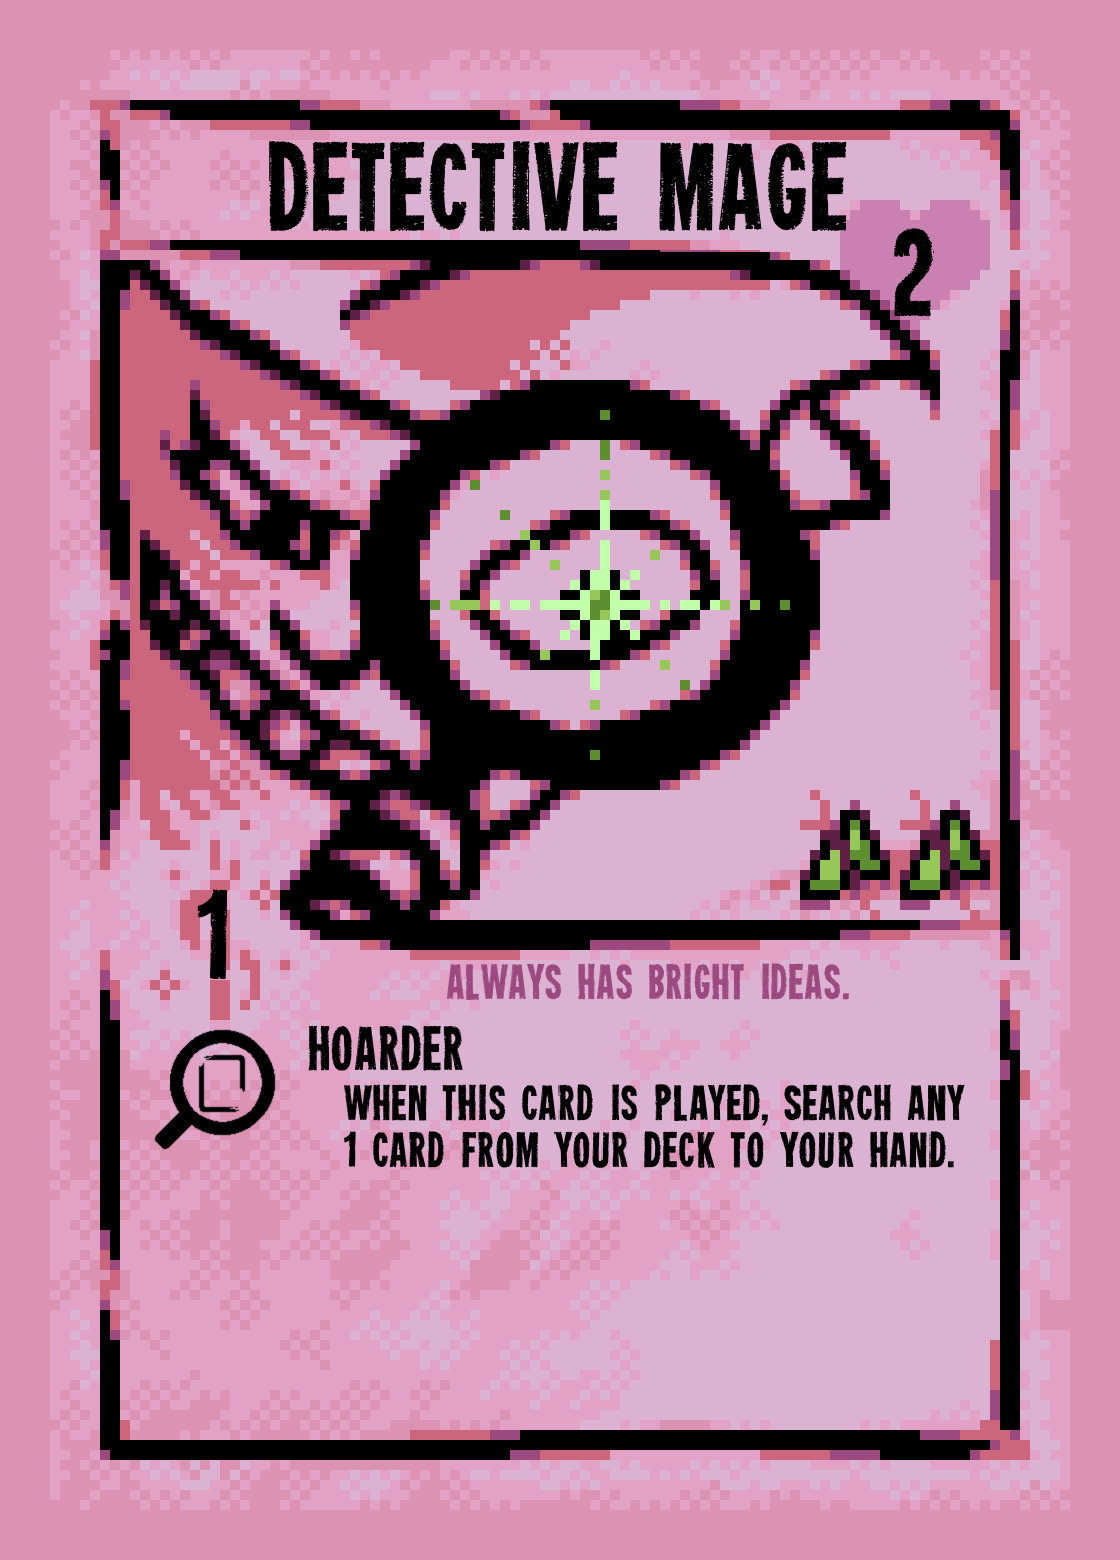 DETECTIVE MAGE
2
1
ALWAYS HAS BRIGHT IDEAS.
HOARDER
WHEN THIS CARD IS PLAYED, SEARCH ANY
1 CARD FROM YOUR DECK TO YOUR HAND.